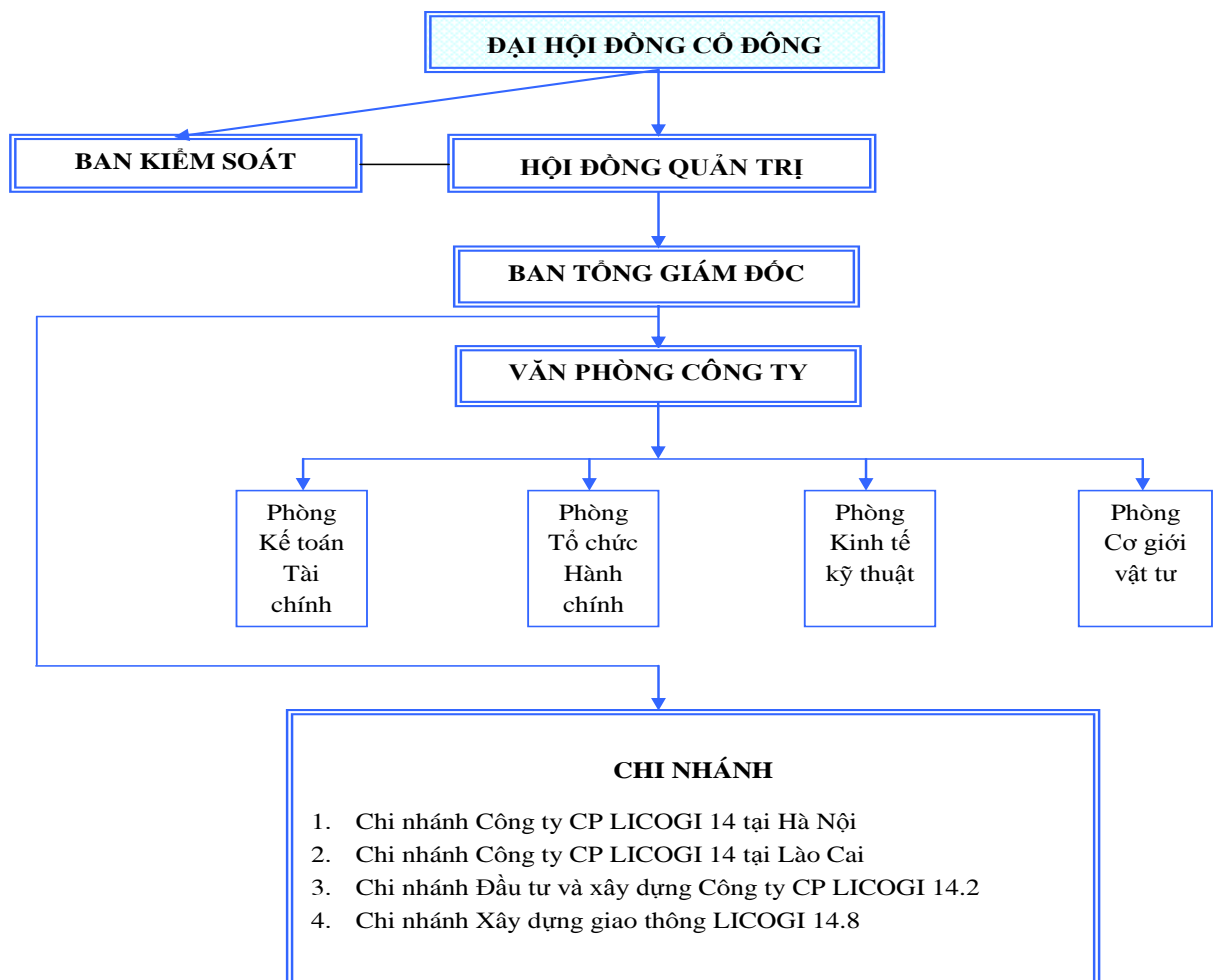 ĐẠI HỘI ĐỒNG CỔ ĐÔNG
BAN KIỂM SOÁT
HỘI ĐỒNG QUẢN TRỊ
BAN TỔNG GIÁM ĐỐC
VĂN PHÒNG CÔNG TY
Phòng
Kế toán
Tài
chính
Phòng
Tổ chức
Hành
chính
Phòng
Kinh tế
kỹ thuật
Phòng
Cơ giới
vật tư
CHI NHÁNH
1. Chi nhánh Công ty CP LICOGI 14 tại Hà Nội
2. Chi nhánh Công ty CP LICOGI 14 tại Lào Cai
3. Chi nhánh Đầu tư và xây dựng Công ty CP LICOGI 14.2
4. Chi nhánh Xây dựng giao thông LICOGI 14.8